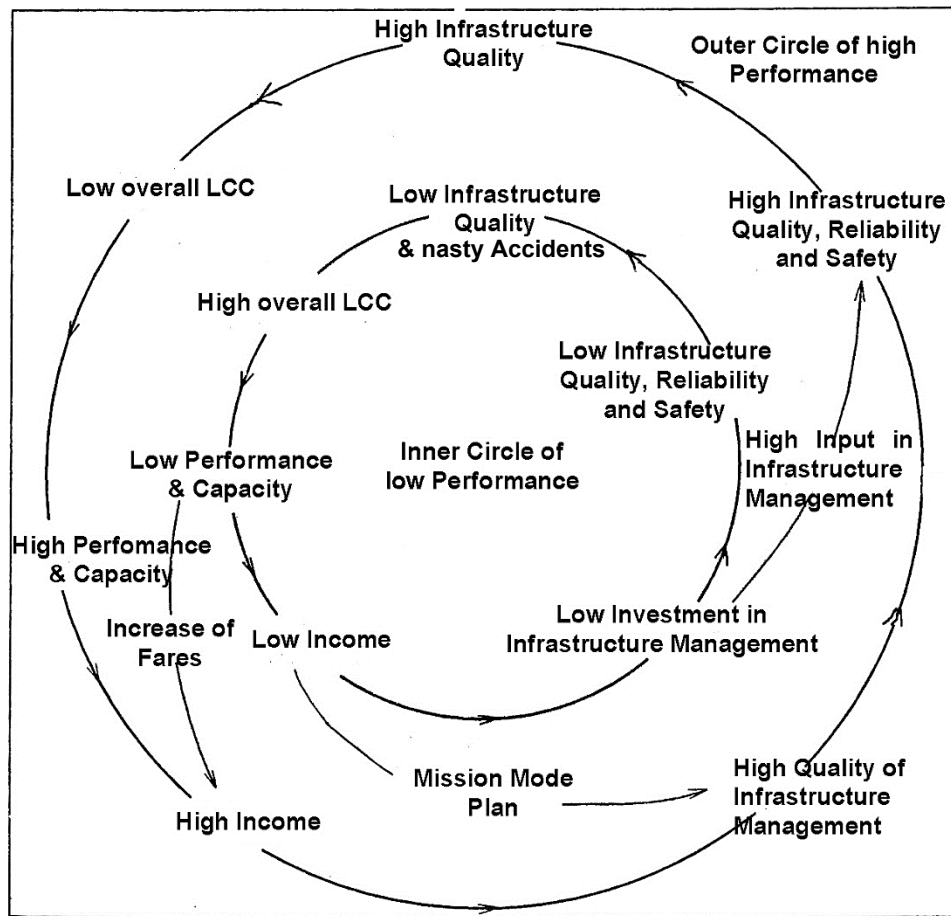 High Infrastructure
Quality
Outer Circle of high
Performance
Low overall LCC
Low Infrastructure
Quality
& nasty Accidents
High Infrastructure
Quality, Reliability
and Safety
High overall LCC
Low Infrastructure
Quality, Reliability
and Safety
Inner Circle of
low Performance
Low Performance
& Capacity
High Input in
Infrastructure
Management
High Perfomance
& Capacity
Increase of
Fares
Low Income
Low Investment in
Infrastructure Management
Mission Mode
Plan
High Quality of
Infrastructure
Management
High Income